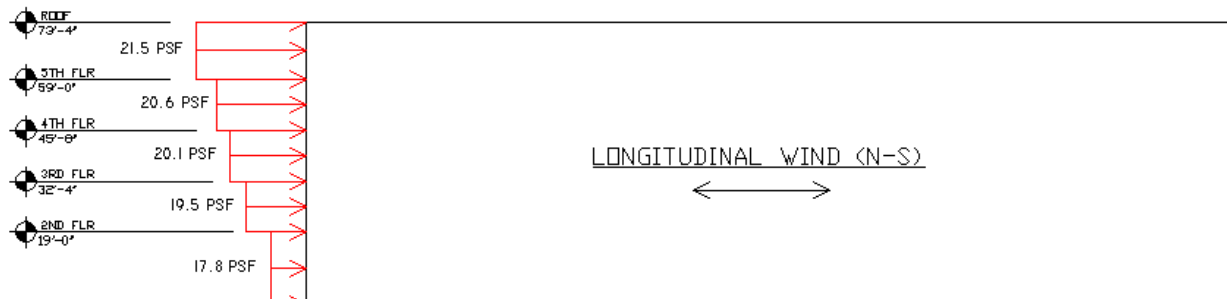 ROOF
73'-4"
21.5 PSF
5TH FLR
59'-0"
20.6 PSF
4TH FLR
45'-8"
20.1 PSF
LONGITUDINAL WIND (N-S)
3RD FLR
32'-4"
19.5 PSF
2ND FLR
19'-0"
17.8 PSF